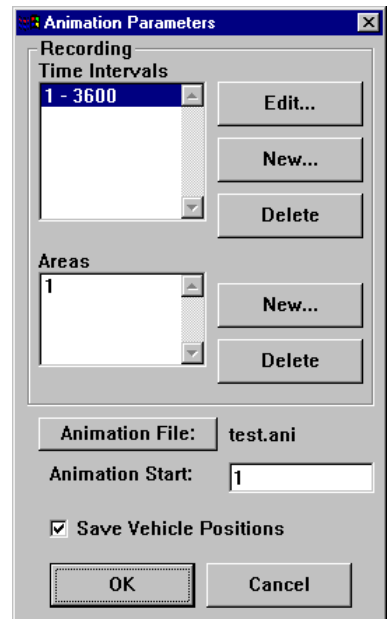 Animation Parameters
Recording
Time Intervals
1 - 3600
Edit...
New...
Delete
Areas
1
New...
Delete
Animation File: test.ani
Animation Start: 1
Save Vehicle Positions
OK Cancel